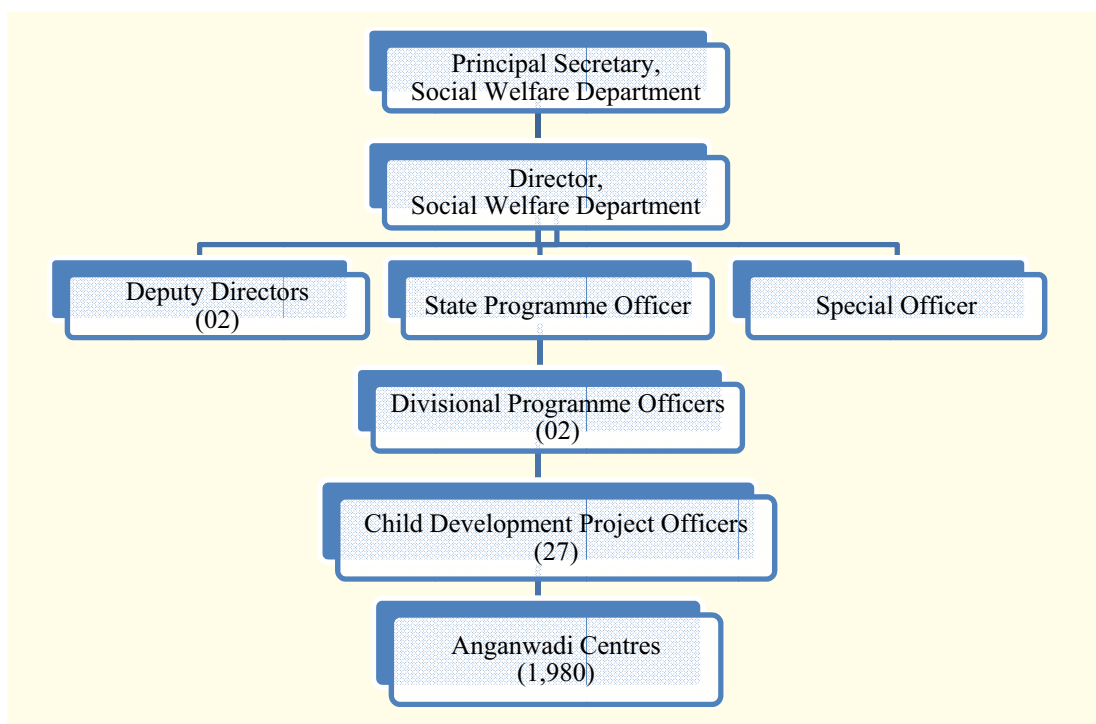 Principal Secretary,
Social Welfare Department
Director,
Social Welfare Department
Deputy Directors
(02)
State Programme Officer
Special Officer
Divisional Programme Officers
(02)
Child Development Project Officers
(27)
Anganwadi Centres
(1,980)